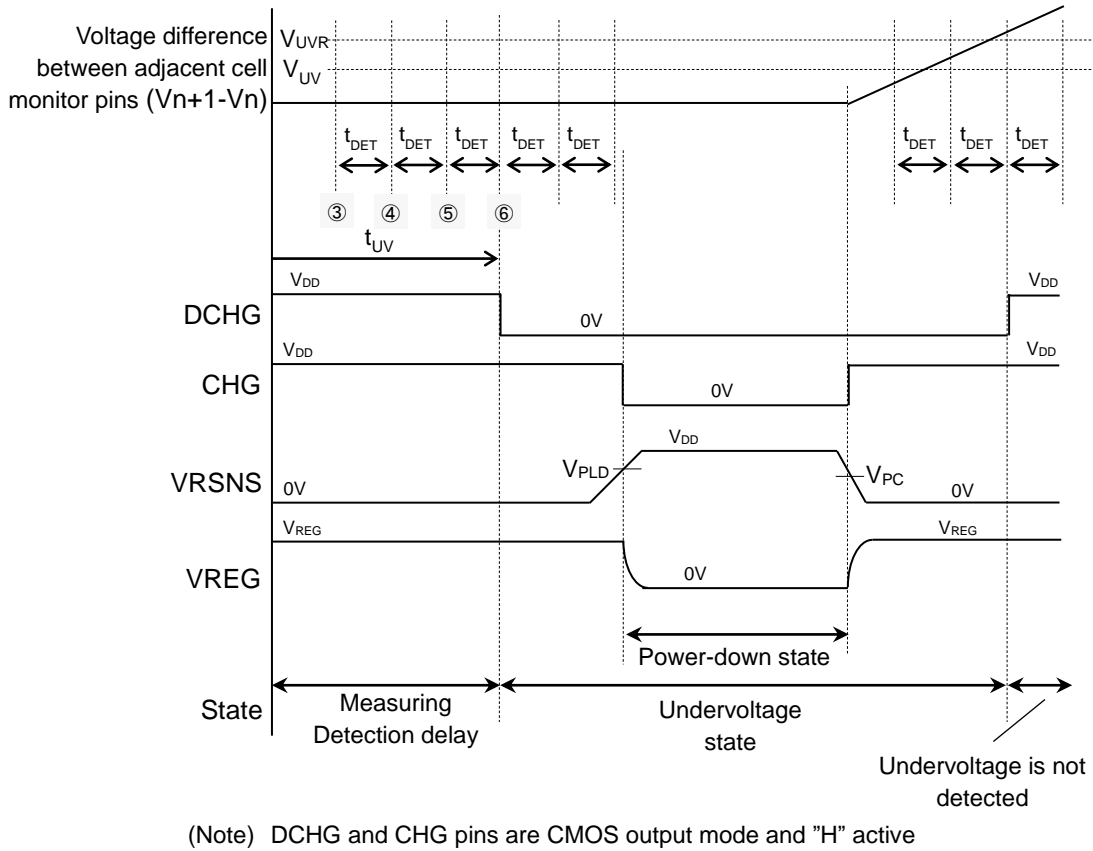 Voltage difference
between adjacent cell
monitor pins (Vn+1-Vn)
VUVR
VUV
tDET tDET tDET tDET tDET tDET tDET tDET
③ ④ ⑤ ⑥
tUV
DCHG
VDD
0V
VDD
CHG
VDD
0V
VDD
VRSNS
0V
VPLD
VDD
VPC
0V
VREG
VREG
0V
VREG
Power-down state
State
Measuring
Detection delay
Undervoltage
state
Undervoltage is not
detected
(Note) DCHG and CHG pins are CMOS output mode and ”H” active